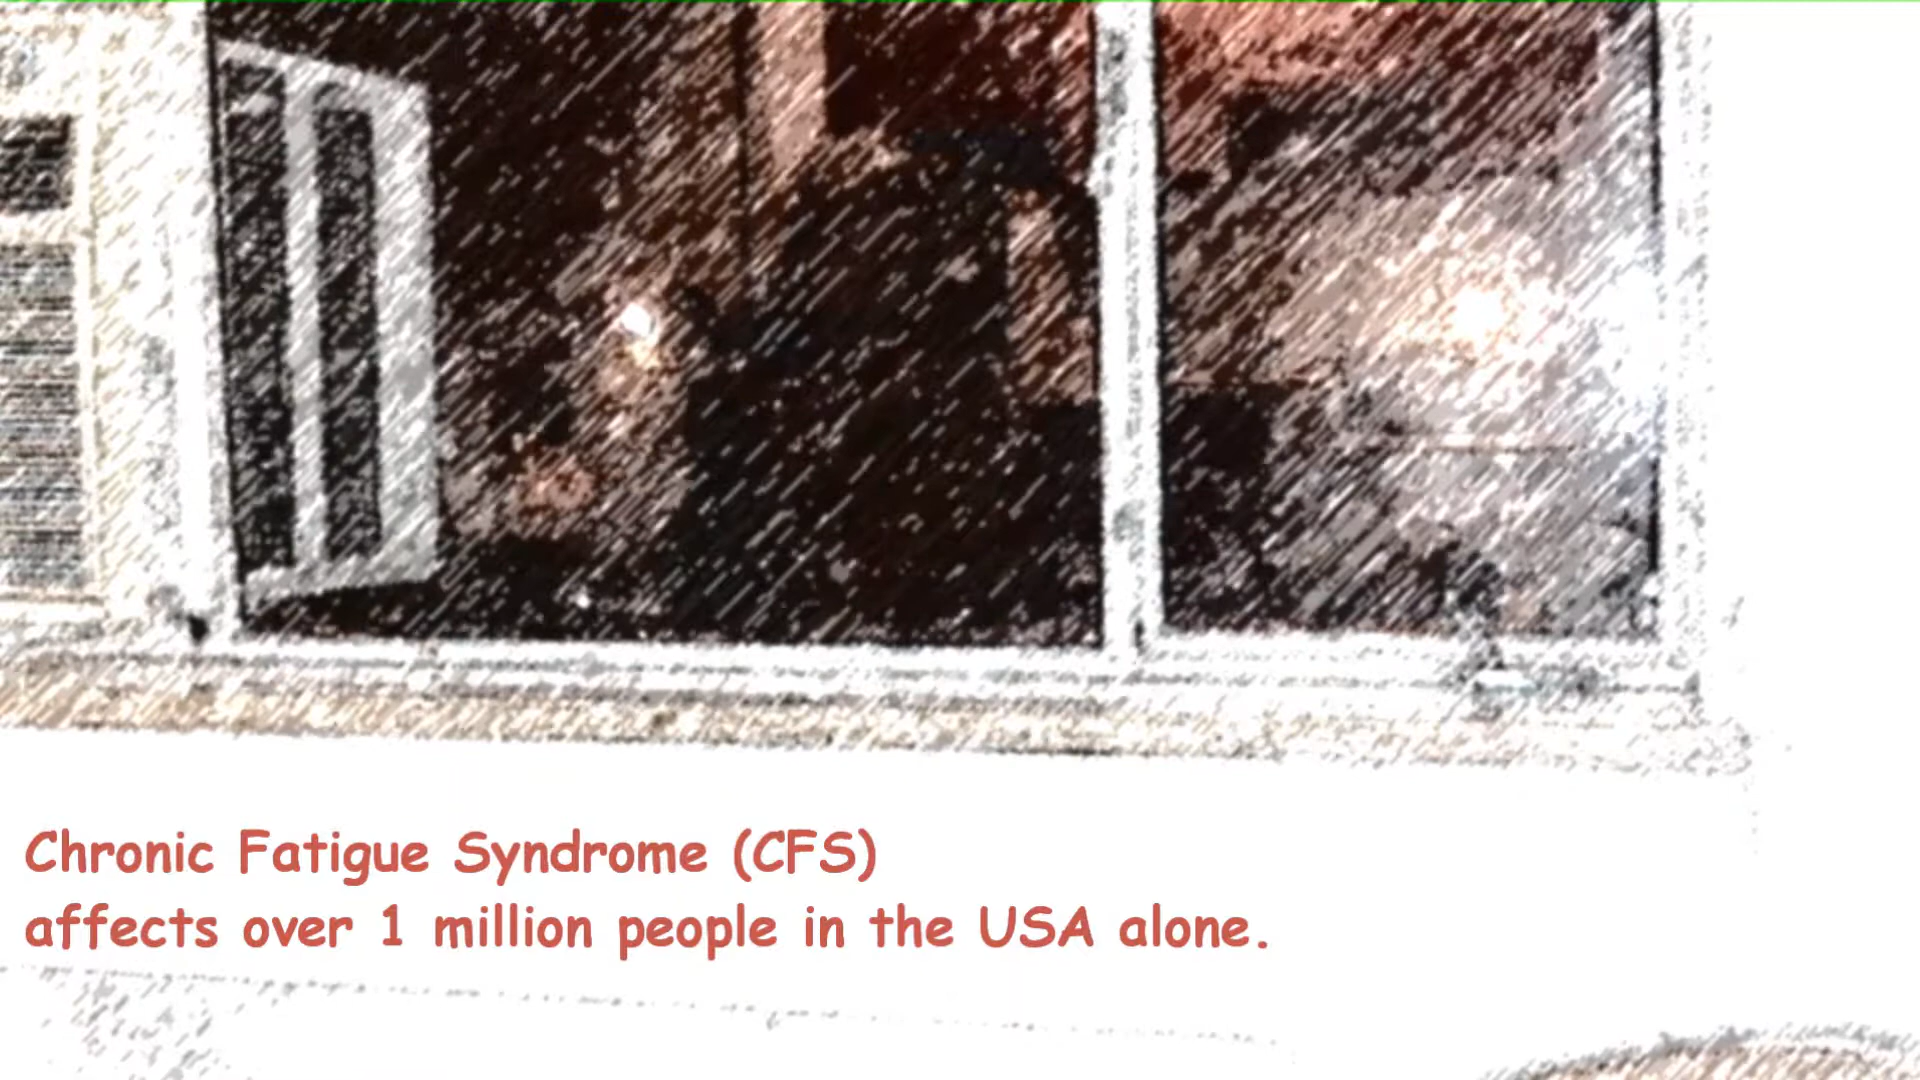 Chronic Fatigue Syndrome (CFS)
affects over 1 million people in the USA alone.